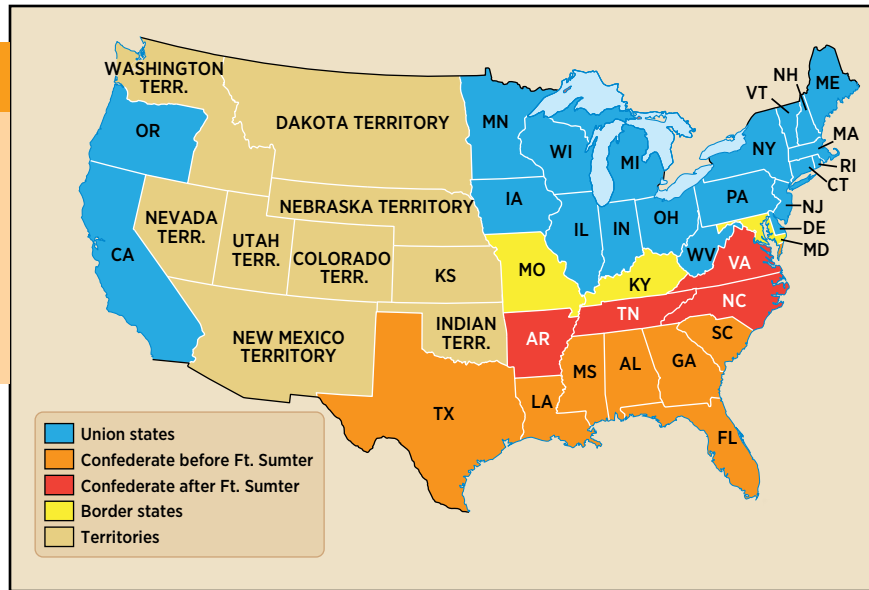 WASHINGTON
TERR.
OR
DAKOTA TERRITORY
MN
WI
MI
VT
NH
ME
MA
NY
RI
CT
PA
NJ
DE
MD
NEBRASKA TERRITORY
IA
NEVADA
TERR.
UTAH
TERR.
COLORADO
TERR.
CA
KS
MO
IL
IN
OH
WV
VA
KY
NC
TN
NEW MEXICO
TERRITORY
INDIAN
TERR.
AR
SC
MS
AL
GA
TX
LA
FL
Union states
Confederate before Ft. Sumter
Confederate after Ft. Sumter
Border states
Territories